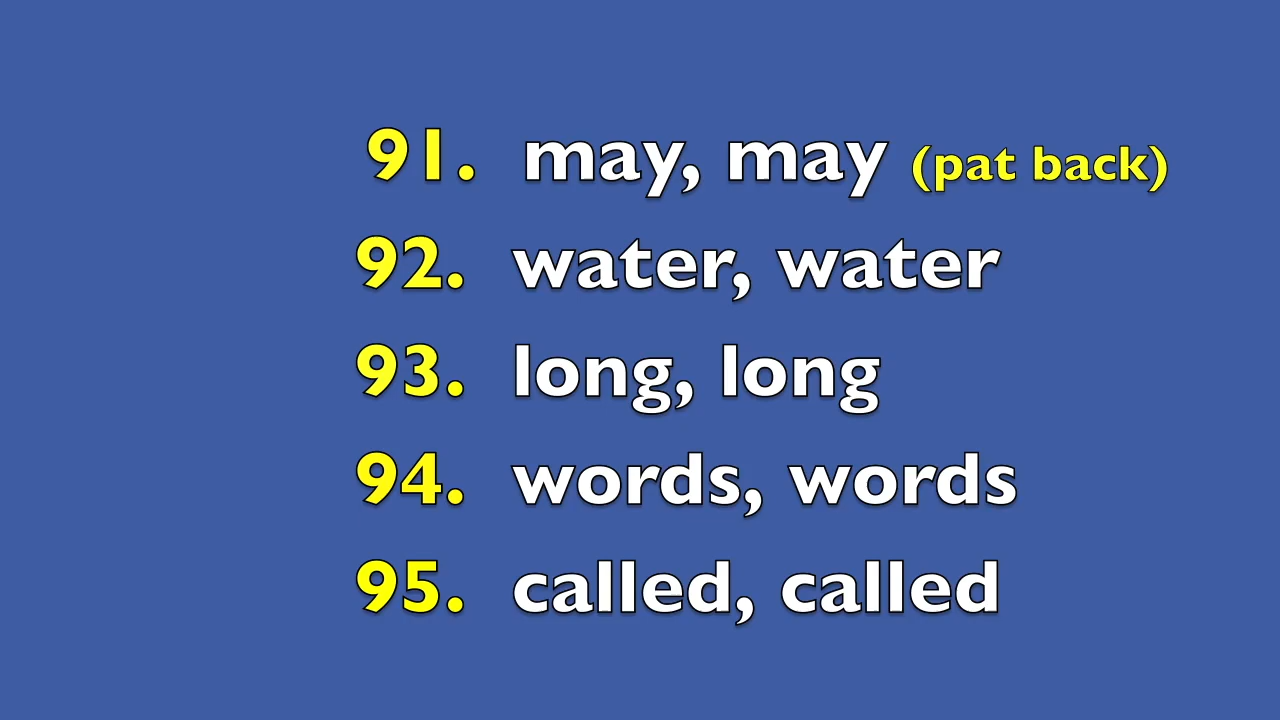 91. may, may (pat back)
92. water, water
93. long, long
94. words, words
95. called, called